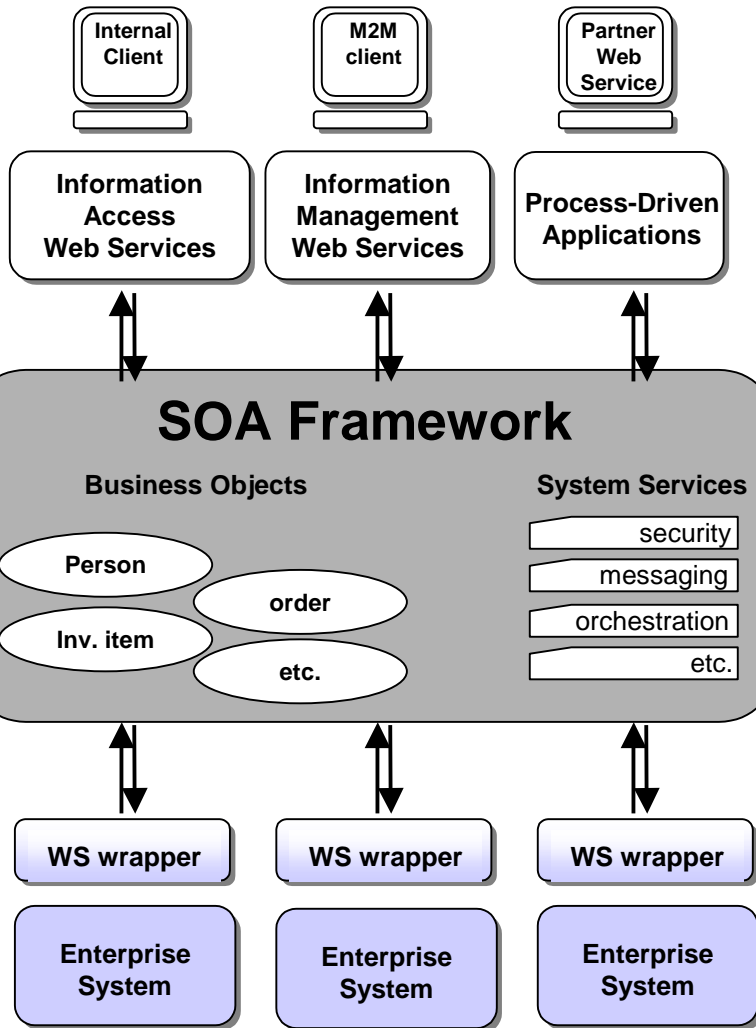 Internal
Client
M2M
client
Partner
Web
Service
Information
Access
Web Services
Information
Management
Web Services
Process-Driven
Applications
SOA Framework
Business Objects
System Services
Person
order
Inv. item
etc.
security
messaging
orchestration
etc.
WS wrapper
WS wrapper
WS wrapper
Enterprise
System
Enterprise
System
Enterprise
System